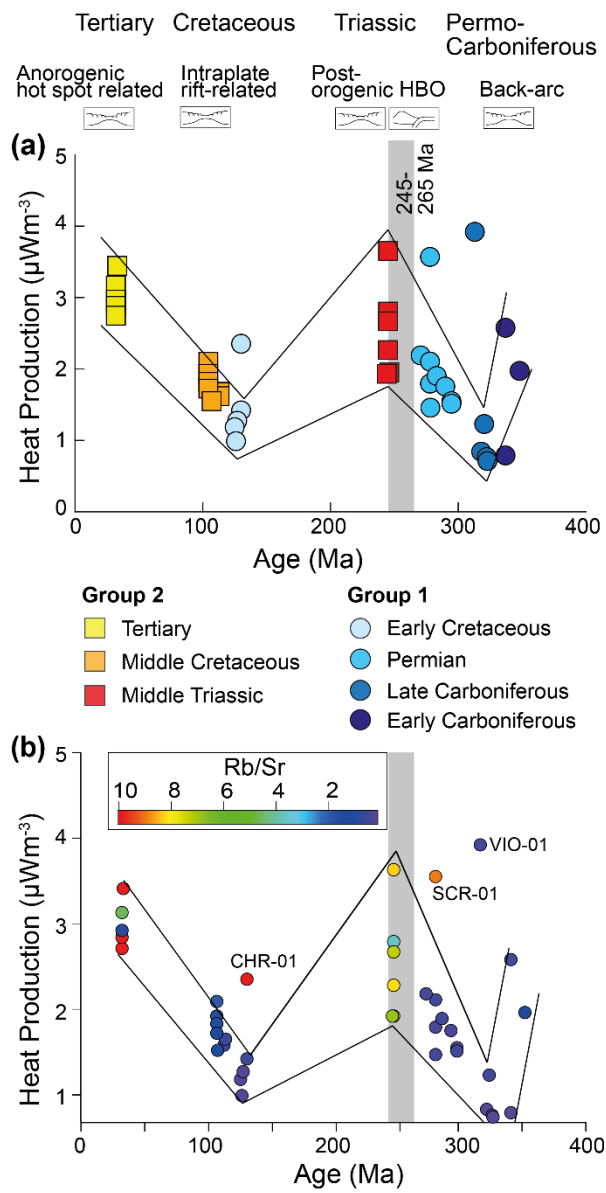 Tertiary Cretaceous Triassic Permo-
Carboniferous
Anorogenic Intraplate Post-
hot spot related rift-related orogenic HBO Back-arc
(a)
5
4
3
2
1
0
Heat Production (µWm⁻³)
245-
265 Ma
0 100 200 300 400
Age (Ma)
Group 2 Group 1
Tertiary Early Cretaceous
Middle Cretaceous Permian
Middle Triassic Late Carboniferous
Early Carboniferous
(b)
5
4
3
2
1
Heat Production (µWm⁻³)
Rb/Sr
10 8 6 4 2
VIO-01
SCR-01
CHR-01
0 100 200 300 400
Age (Ma)